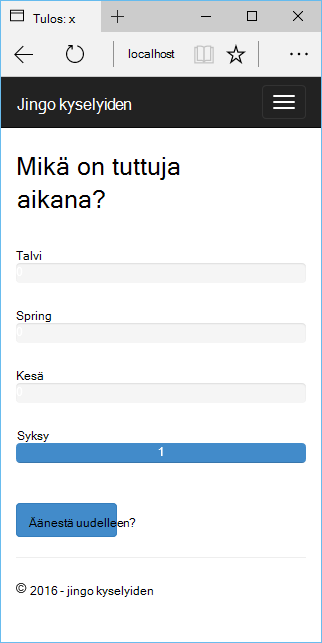 Tulos: x
localhost
Jingo kyselyiden
Mikä on tuttuja
aikana?
Talvi
0
Spring
0
Kesä
0
Syksy
1
Äänestä uudelleen?
© 2016 - jingo kyselyiden